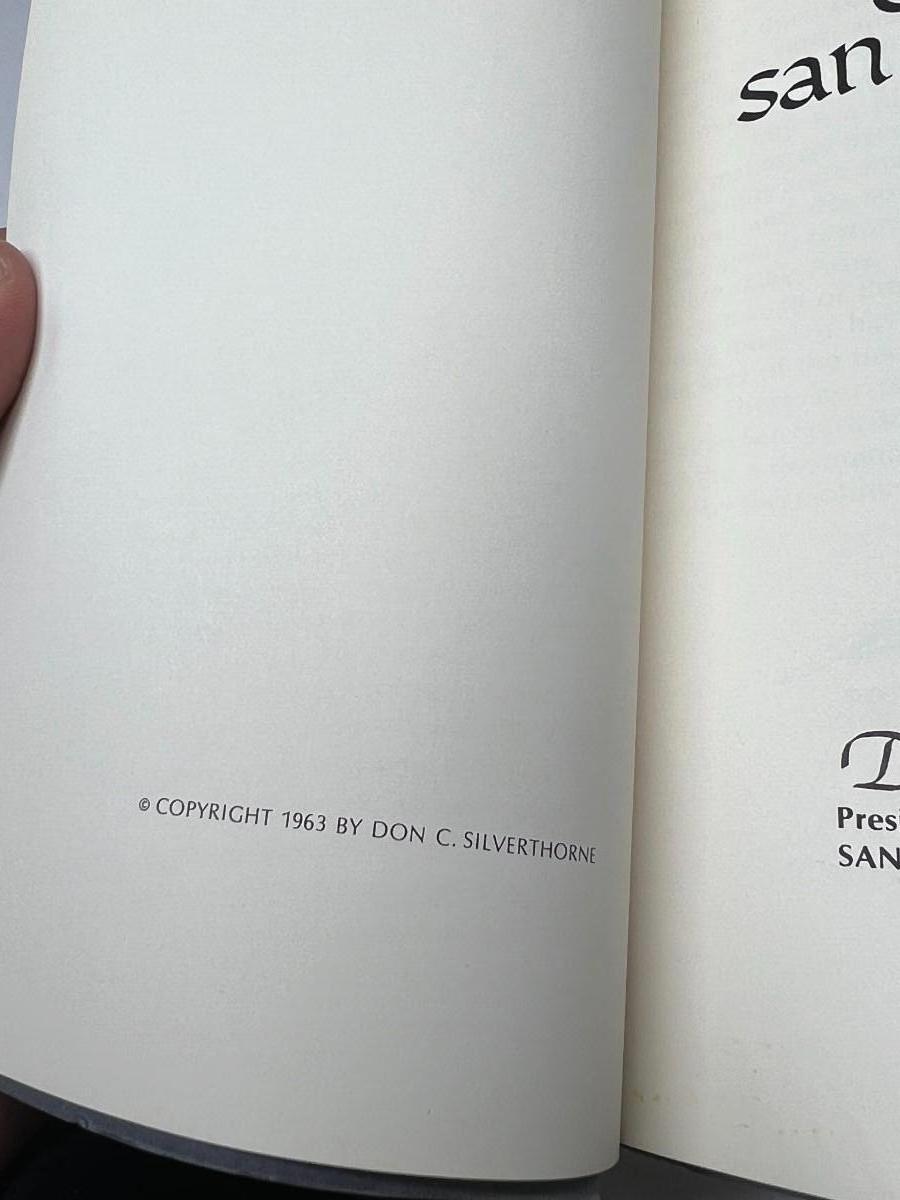 © COPYRIGHT 1963 BY DON C. SILVERTHORNE
san
D
Presi
SAN